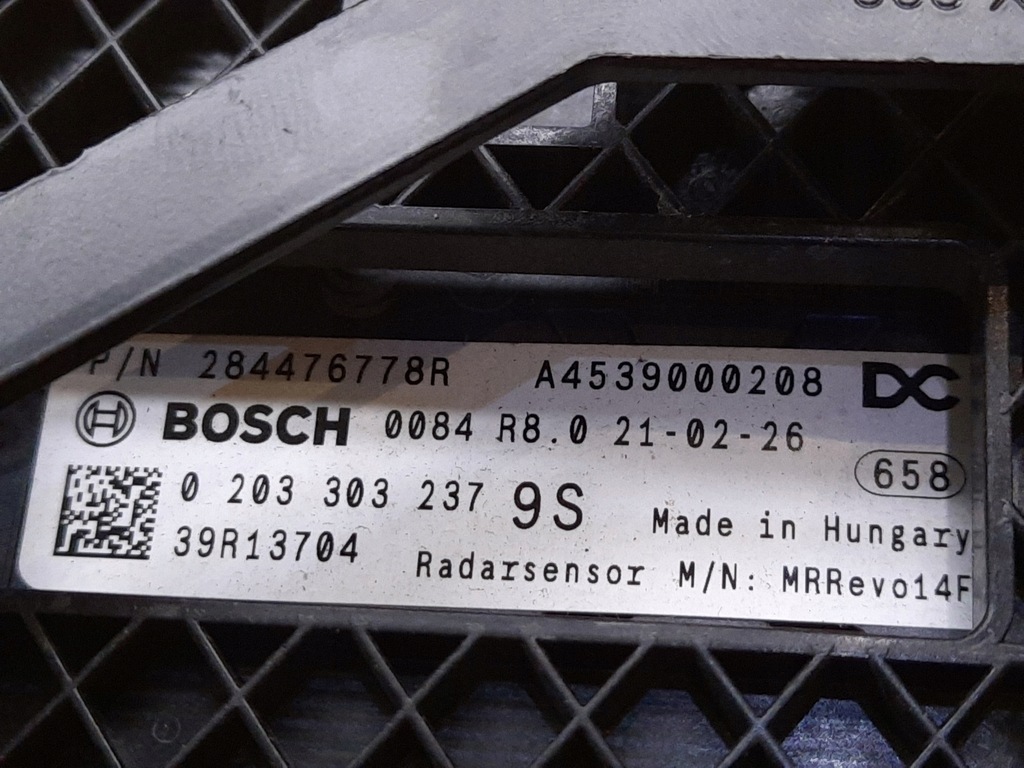 P/N 284476778R A4539000208 DC
BOSCH 0084 R8.0 21-02-26
658
0 203 303 237 9S
Made in Hungary
39R13704
Radarsensor M/N: MRRevo14F